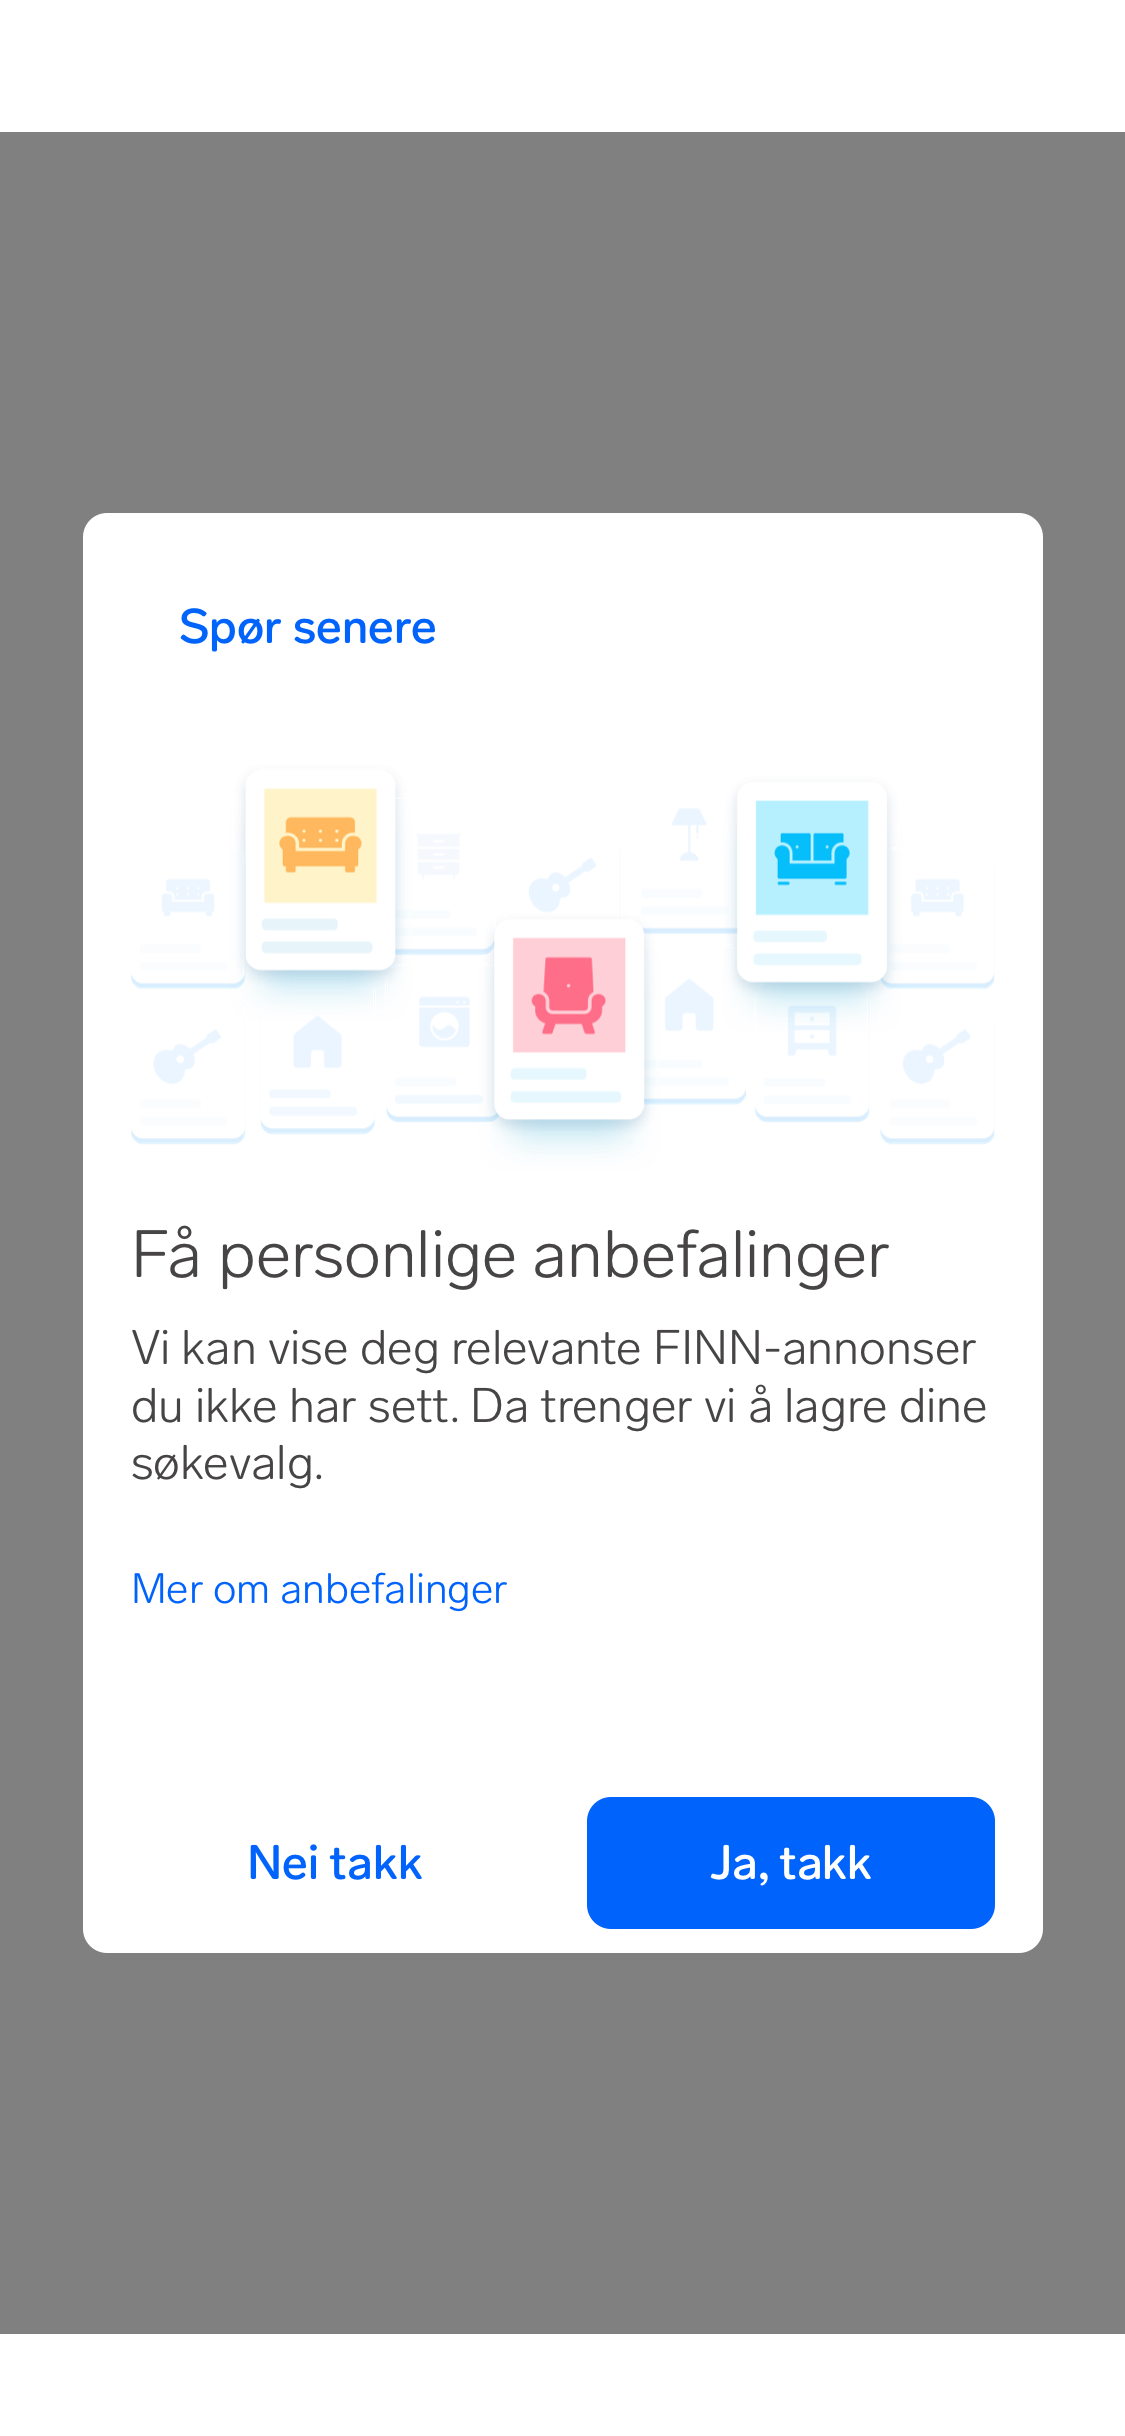 Spør senere
Få personlige anbefalinger
Vi kan vise deg relevante FINN-annonser
du ikke har sett. Da trenger vi å lagre dine
søkevalg.
Mer om anbefalinger
Nei takk
Ja, takk